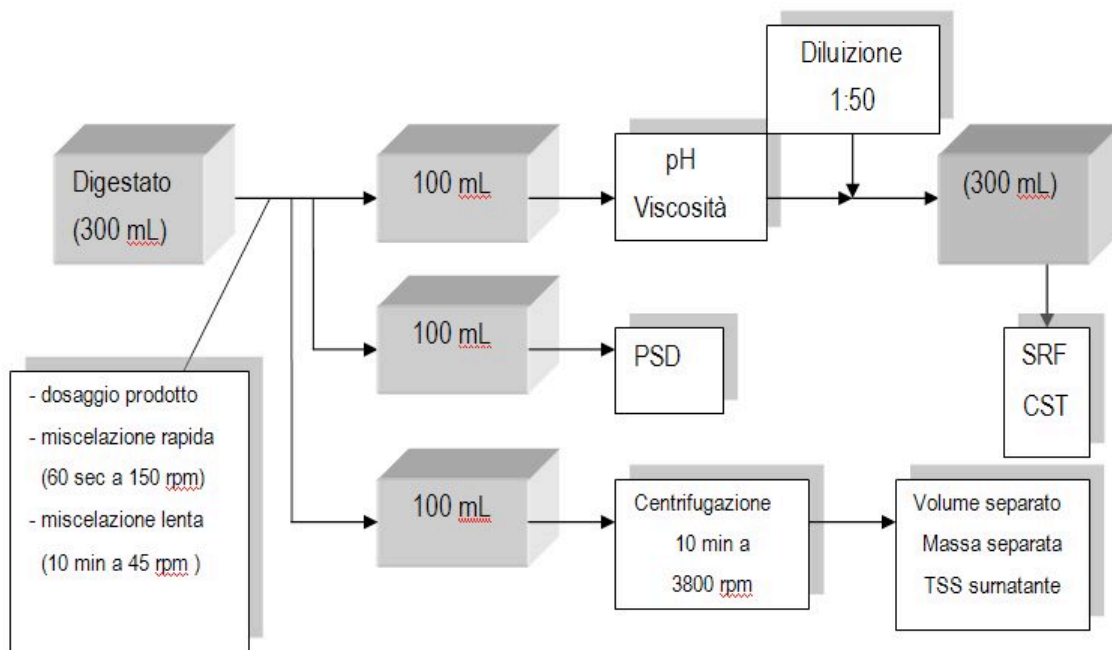 Diluizione
1:50
Digestato
(300 mL)
100 mL
pH
Viscosità
(300 mL)
100 mL
PSD
SRF
CST
- dosaggio prodotto
- miscelazione rapida
(60 sec a 150 rpm)
- miscelazione lenta
(10 min a 45 rpm )
100 mL
Centrifugazione
10 min a
3800 rpm
Volume separato
Massa separata
TSS surnatante